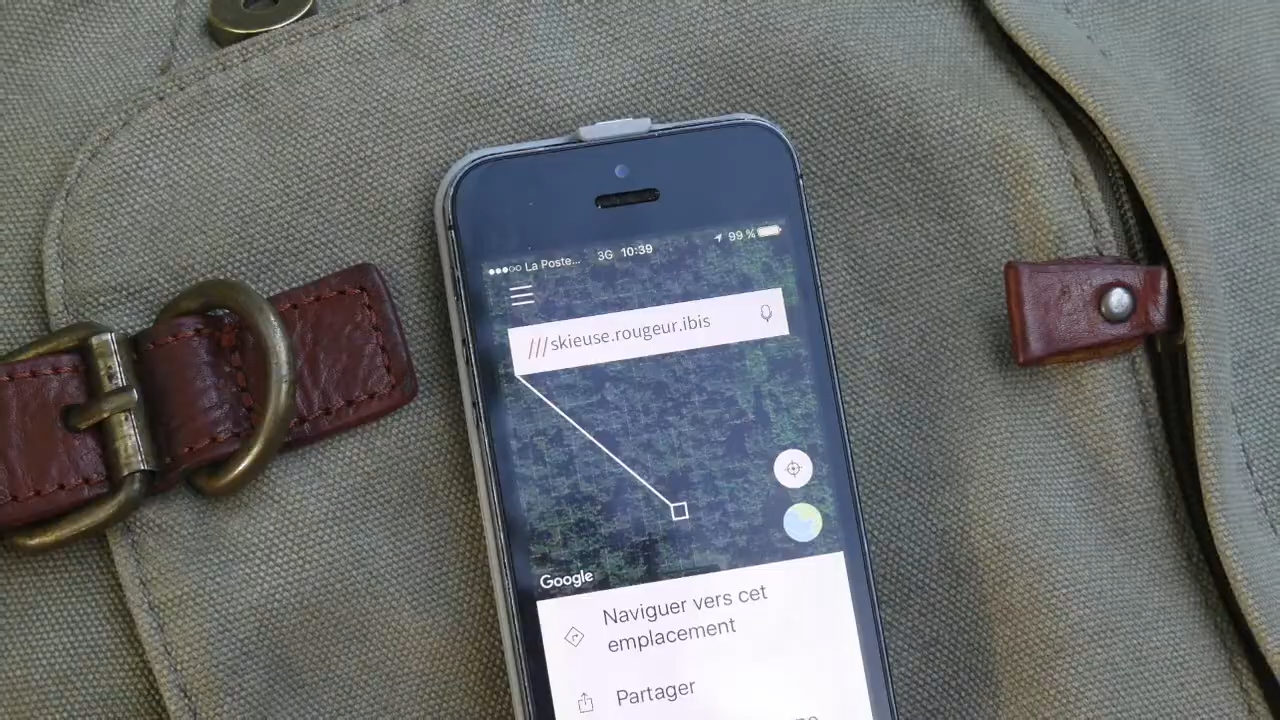 La Poste... 3G 10:39 99 %
///skieuse.rougeur.ibis
Google
Naviguer vers cet
emplacement
Partager